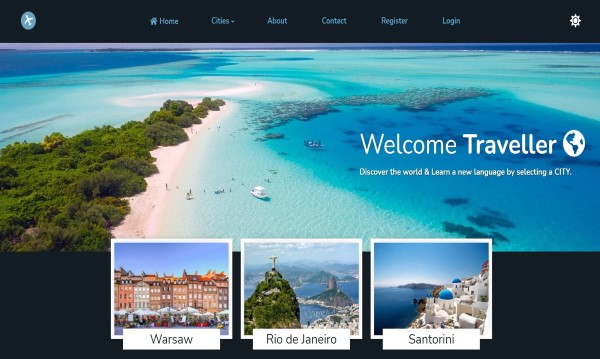 Home Cities About Contact Register Login
Welcome Traveller
Discover the world & Learn a new language by selecting a CITY.
Warsaw Rio de Janeiro Santorini